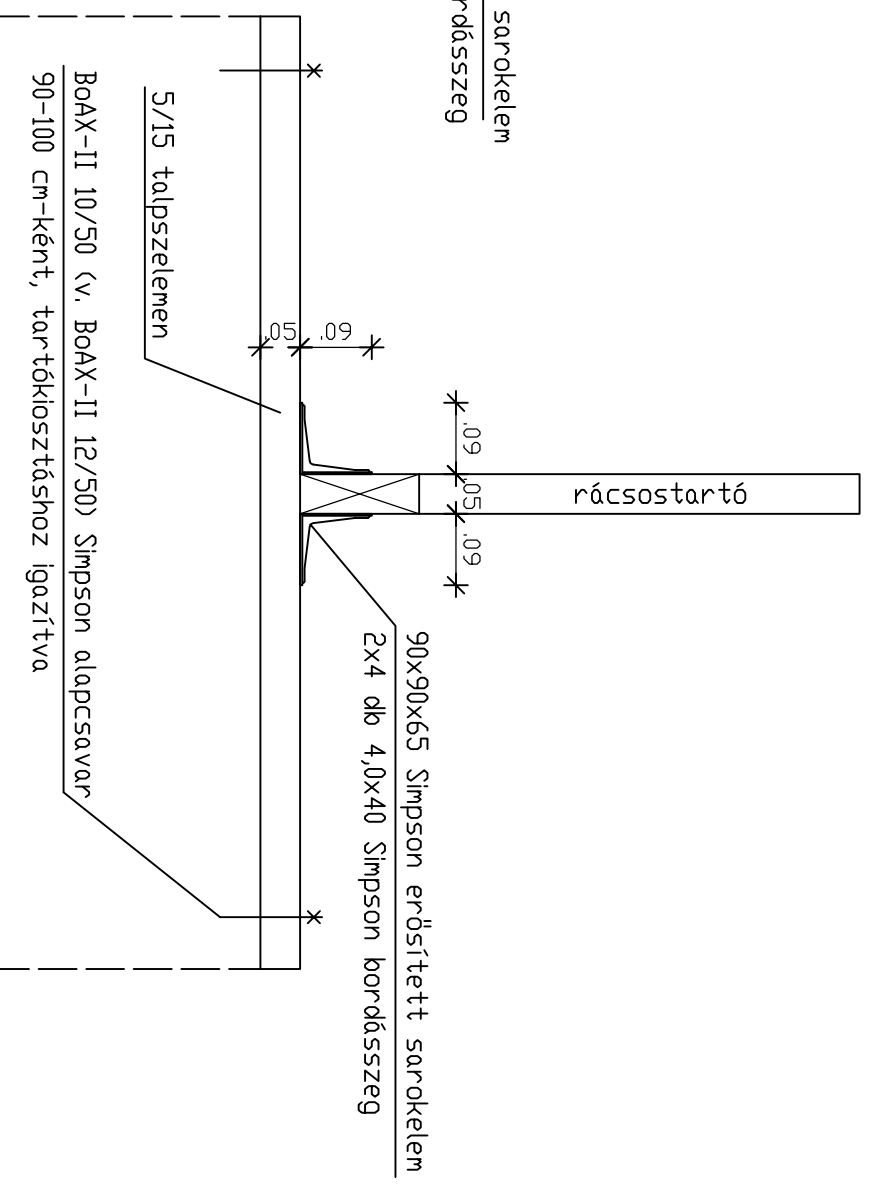 sarokelem
rdásszeg
.05
.09
.09
.05
.09
rácsostartó
90x90x65 Simpson erősített sarokelem
2x4 db 4,0x40 Simpson bordásszeg
5/15 talpszelemen
BoAX-II 10/50 (v. BoAX-II 12/50) Simpson alapcsavar
90-100 cm-ként, tartókiosztáshoz igazítva